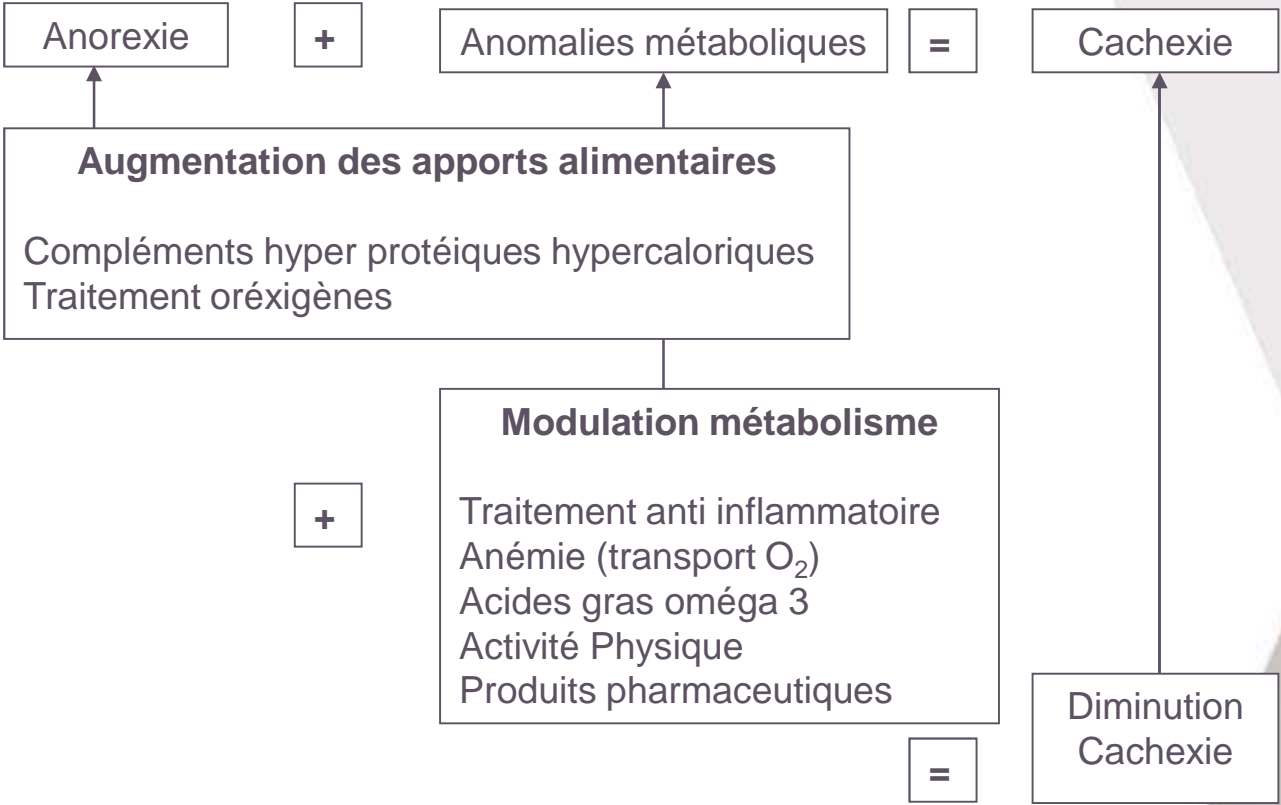 Anorexie + Anomalies métaboliques = Cachexie
Augmentation des apports alimentaires
Compléments hyper protéiques hypercaloriques
Traitement oréxigènes
Modulation métabolisme
+
Traitement anti inflammatoire
Anémie (transport O₂)
Acides gras oméga 3
Activité Physique
Produits pharmaceutiques
=
Diminution
Cachexie